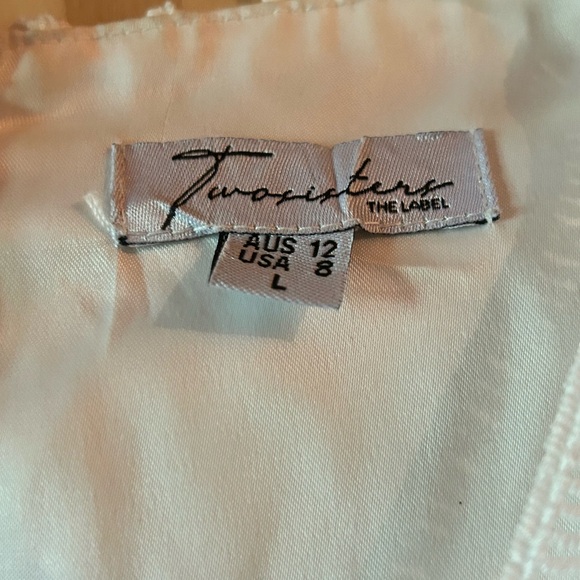 Twosisters
THE LABEL
AUS 12
USA 8
L